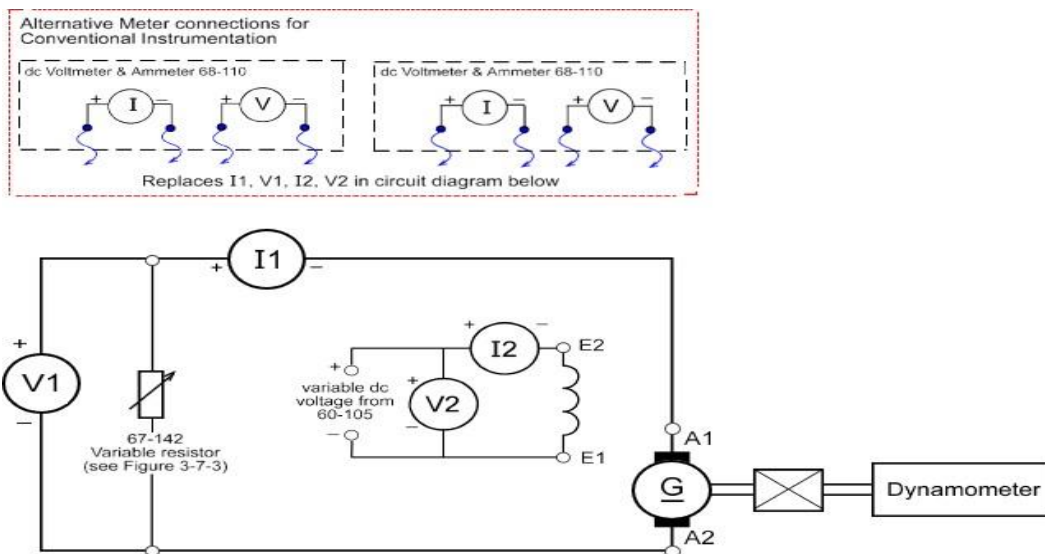 Alternative Meter connections for
Conventional Instrumentation
dc Voltmeter & Ammeter 68-110
+ I − + V −
dc Voltmeter & Ammeter 68-110
+ I − + V −
Replaces I1, V1, I2, V2 in circuit diagram below
+ I1 −
+ V1 −
67-142
Variable resistor
(see Figure 3-7-3)
+ I2 −
E2
+
variable dc
voltage from
60-105
−
+ V2 −
E1
A1
G
A2
Dynamometer